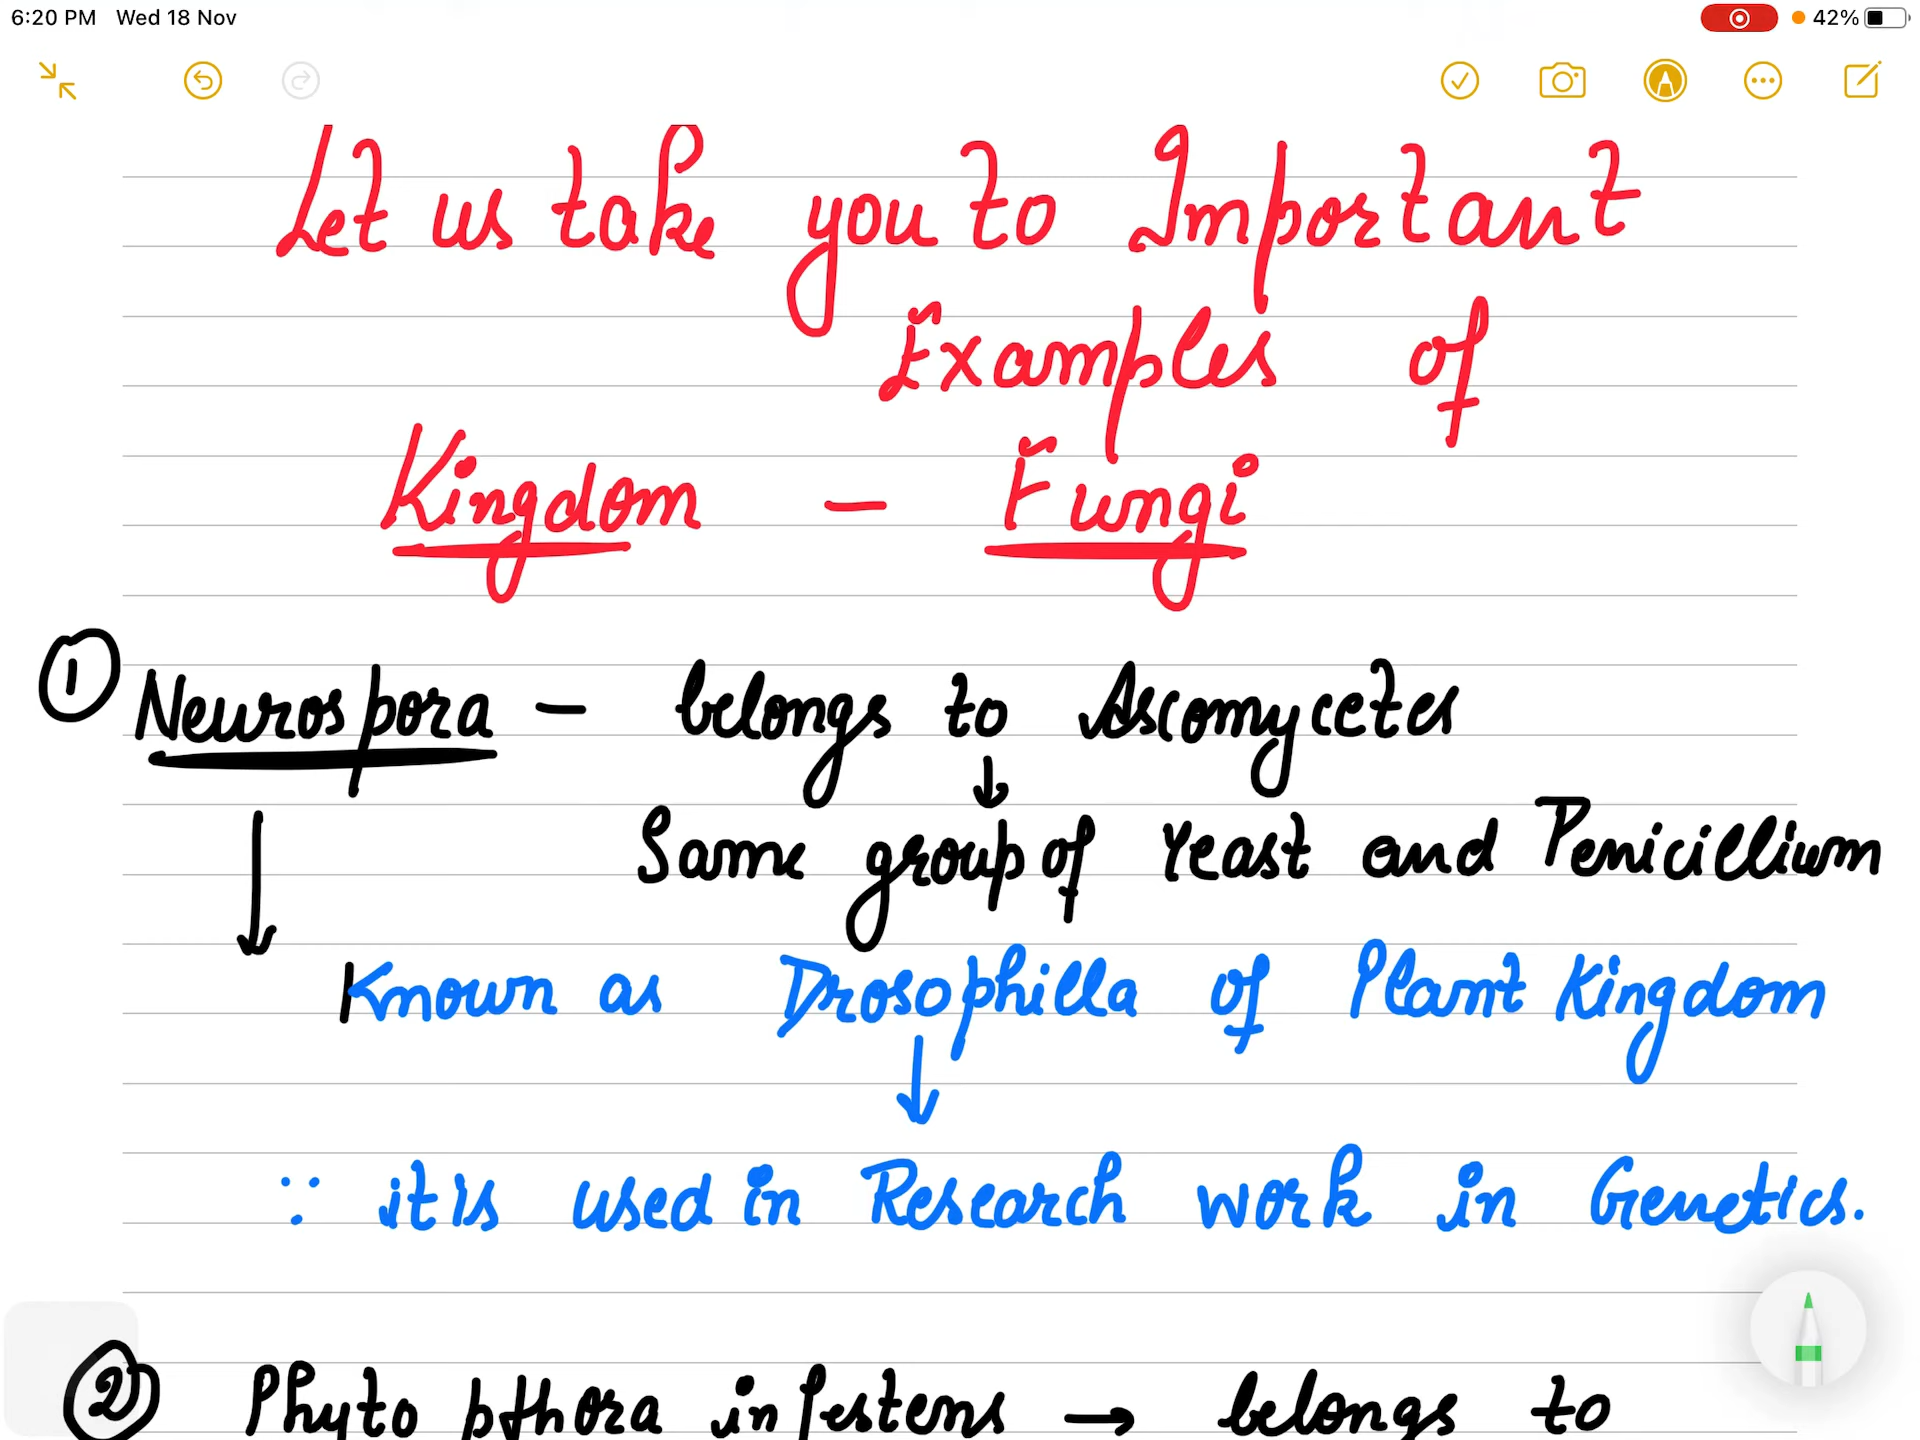 6:20 PM Wed 18 Nov 42%
Let us take you to Important
Examples of
Kingdom – Fungi
① Neurospora – belongs to Ascomycetes
↓
Same group of Yeast and Penicillium
↓
Known as Drosophilla of Plant Kingdom
↓
∵ it is used in Research work in Genetics.
② Phytopthora infestens → belongs to